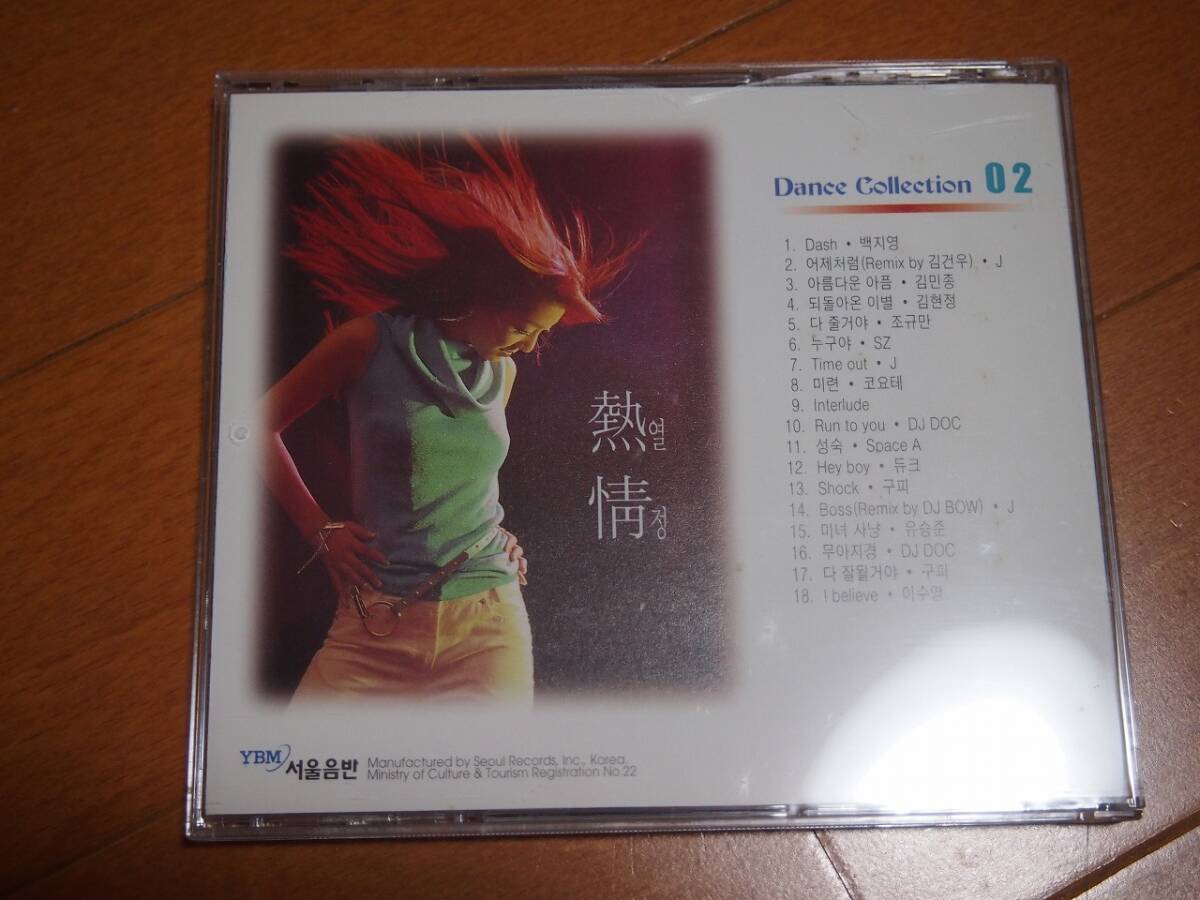 Dance Collection 02
1. Dash • 백지영
2. 어제처럼(Remix by 김건우) • J
3. 아름다운 아픔 • 김민종
4. 되돌아온 이별 • 김현정
5. 다 줄거야 • 조규만
6. 누구야 • SZ
7. Time out • J
8. 미련 • 코요테
9. Interlude
10. Run to you • DJ DOC
11. 성숙 • Space A
12. Hey boy • 듀크
13. Shock • 구피
14. Boss(Remix by DJ BOW) • J
15. 마녀 사냥 • 유승준
16. 무아지경 • DJ DOC
17. 다 잘될거야 • 구피
18. I believe • 이수영
熱열
情정
YBM 서울음반
Manufactured by Seoul Records, Inc., Korea.
Ministry of Culture & Tourism Registration No.22